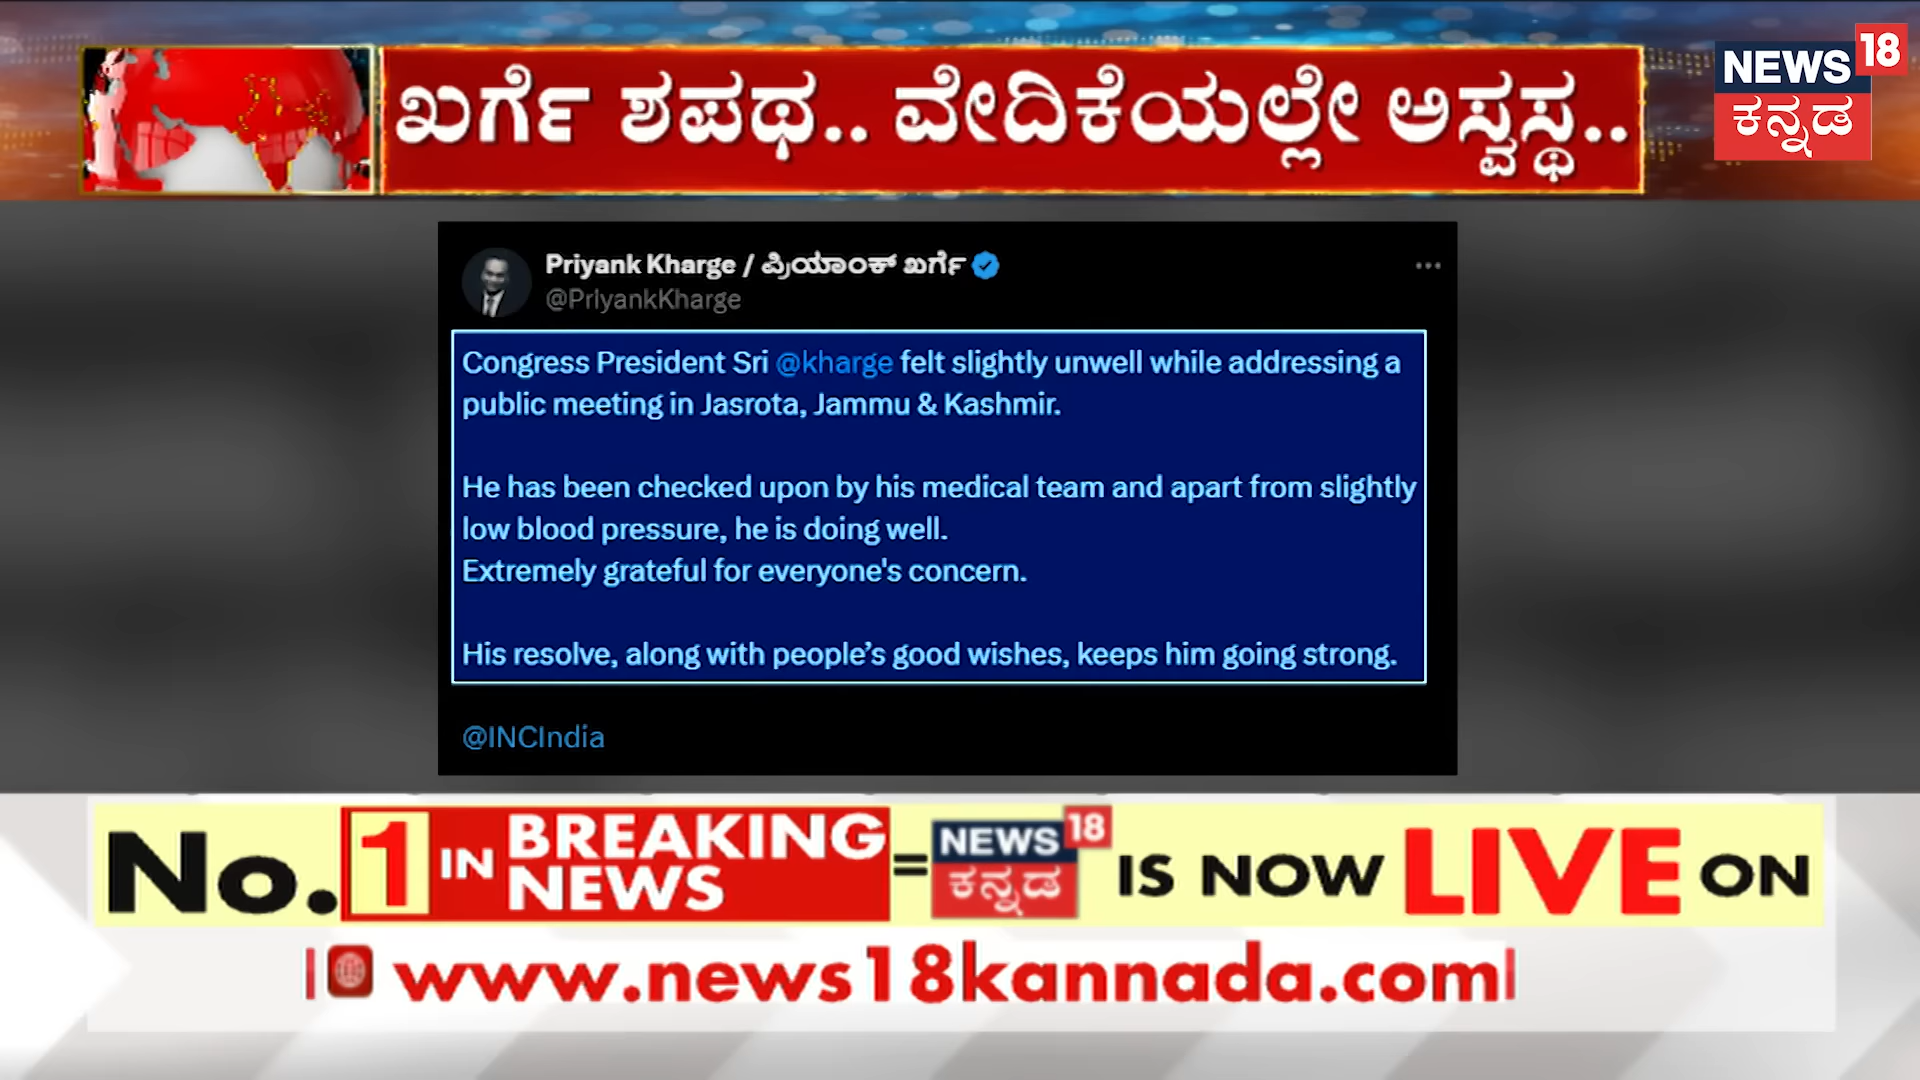 ಖರ್ಗೆ ಶಪಥ.. ವೇದಿಕೆಯಲ್ಲೇ ಅಸ್ವಸ್ಥ..
NEWS 18
ಕನ್ನಡ
Priyank Kharge / ಪ್ರಿಯಾಂಕ್ ಖರ್ಗೆ
@PriyankKharge
Congress President Sri @kharge felt slightly unwell while addressing a
public meeting in Jasrota, Jammu & Kashmir.
He has been checked upon by his medical team and apart from slightly
low blood pressure, he is doing well.
Extremely grateful for everyone's concern.
His resolve, along with people’s good wishes, keeps him going strong.
@INCIndia
No. 1 IN BREAKING NEWS = NEWS 18 ಕನ್ನಡ IS NOW LIVE ON
www.news18kannada.com